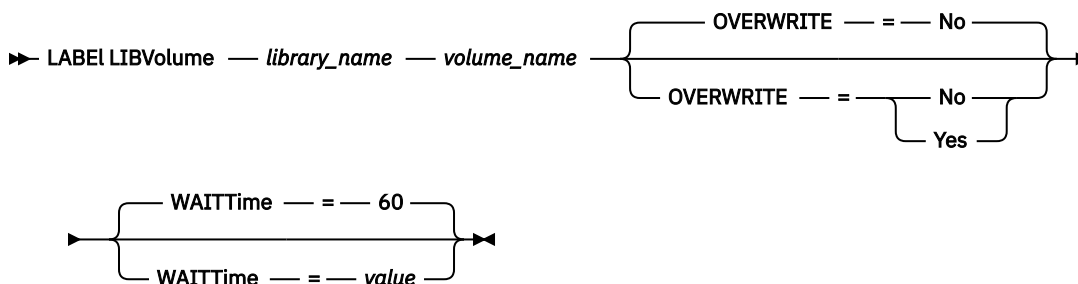 OVERWRITE = No
LABEl LIBVolume library_name volume_name
OVERWRITE = No
Yes
WAITTime = 60
WAITTime = value